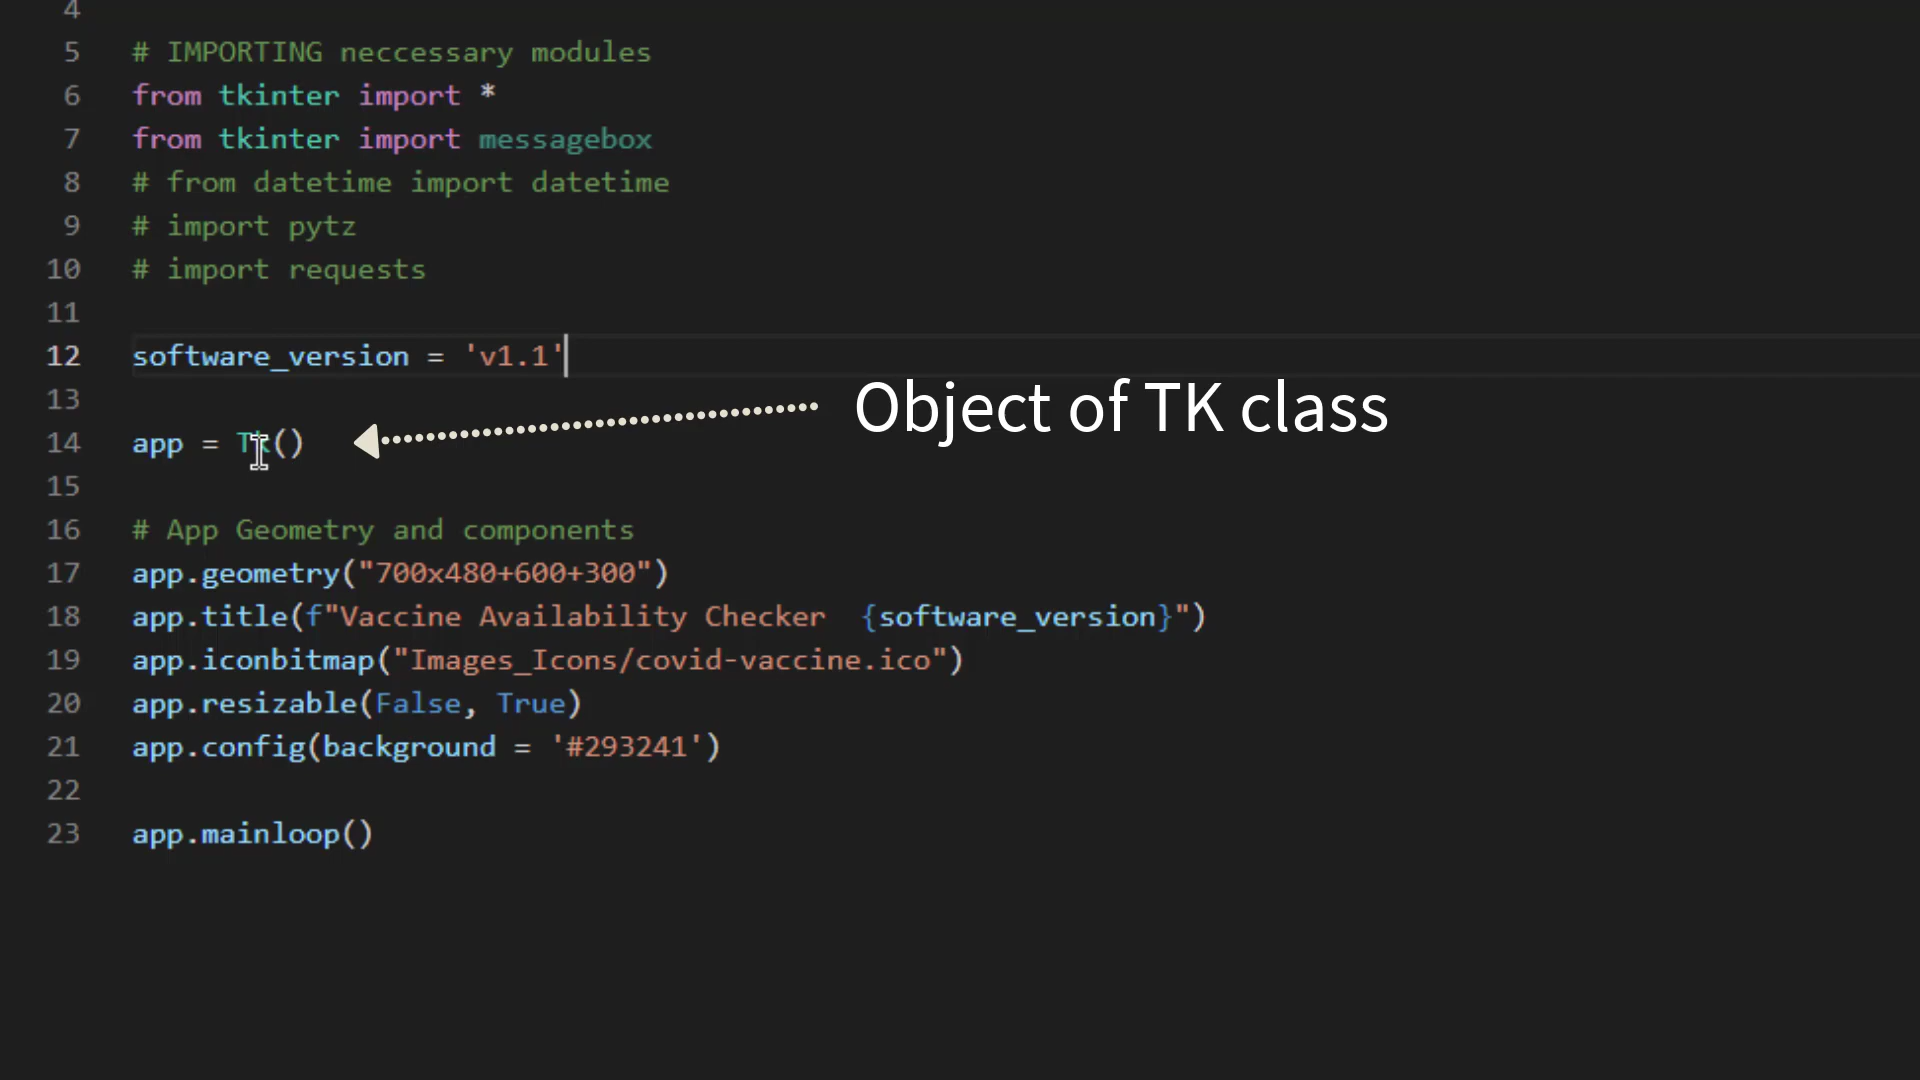 4
5 # IMPORTING neccessary modules
6 from tkinter import *
7 from tkinter import messagebox
8 # from datetime import datetime
9 # import pytz
10 # import requests
11
12 software_version = 'v1.1'
13
Object of TK class
14 app = Tk()
15
16 # App Geometry and components
17 app.geometry("700x480+600+300")
18 app.title(f"Vaccine Availability Checker  {software_version}")
19 app.iconbitmap("Images_Icons/covid-vaccine.ico")
20 app.resizable(False, True)
21 app.config(background = '#293241')
22
23 app.mainloop()